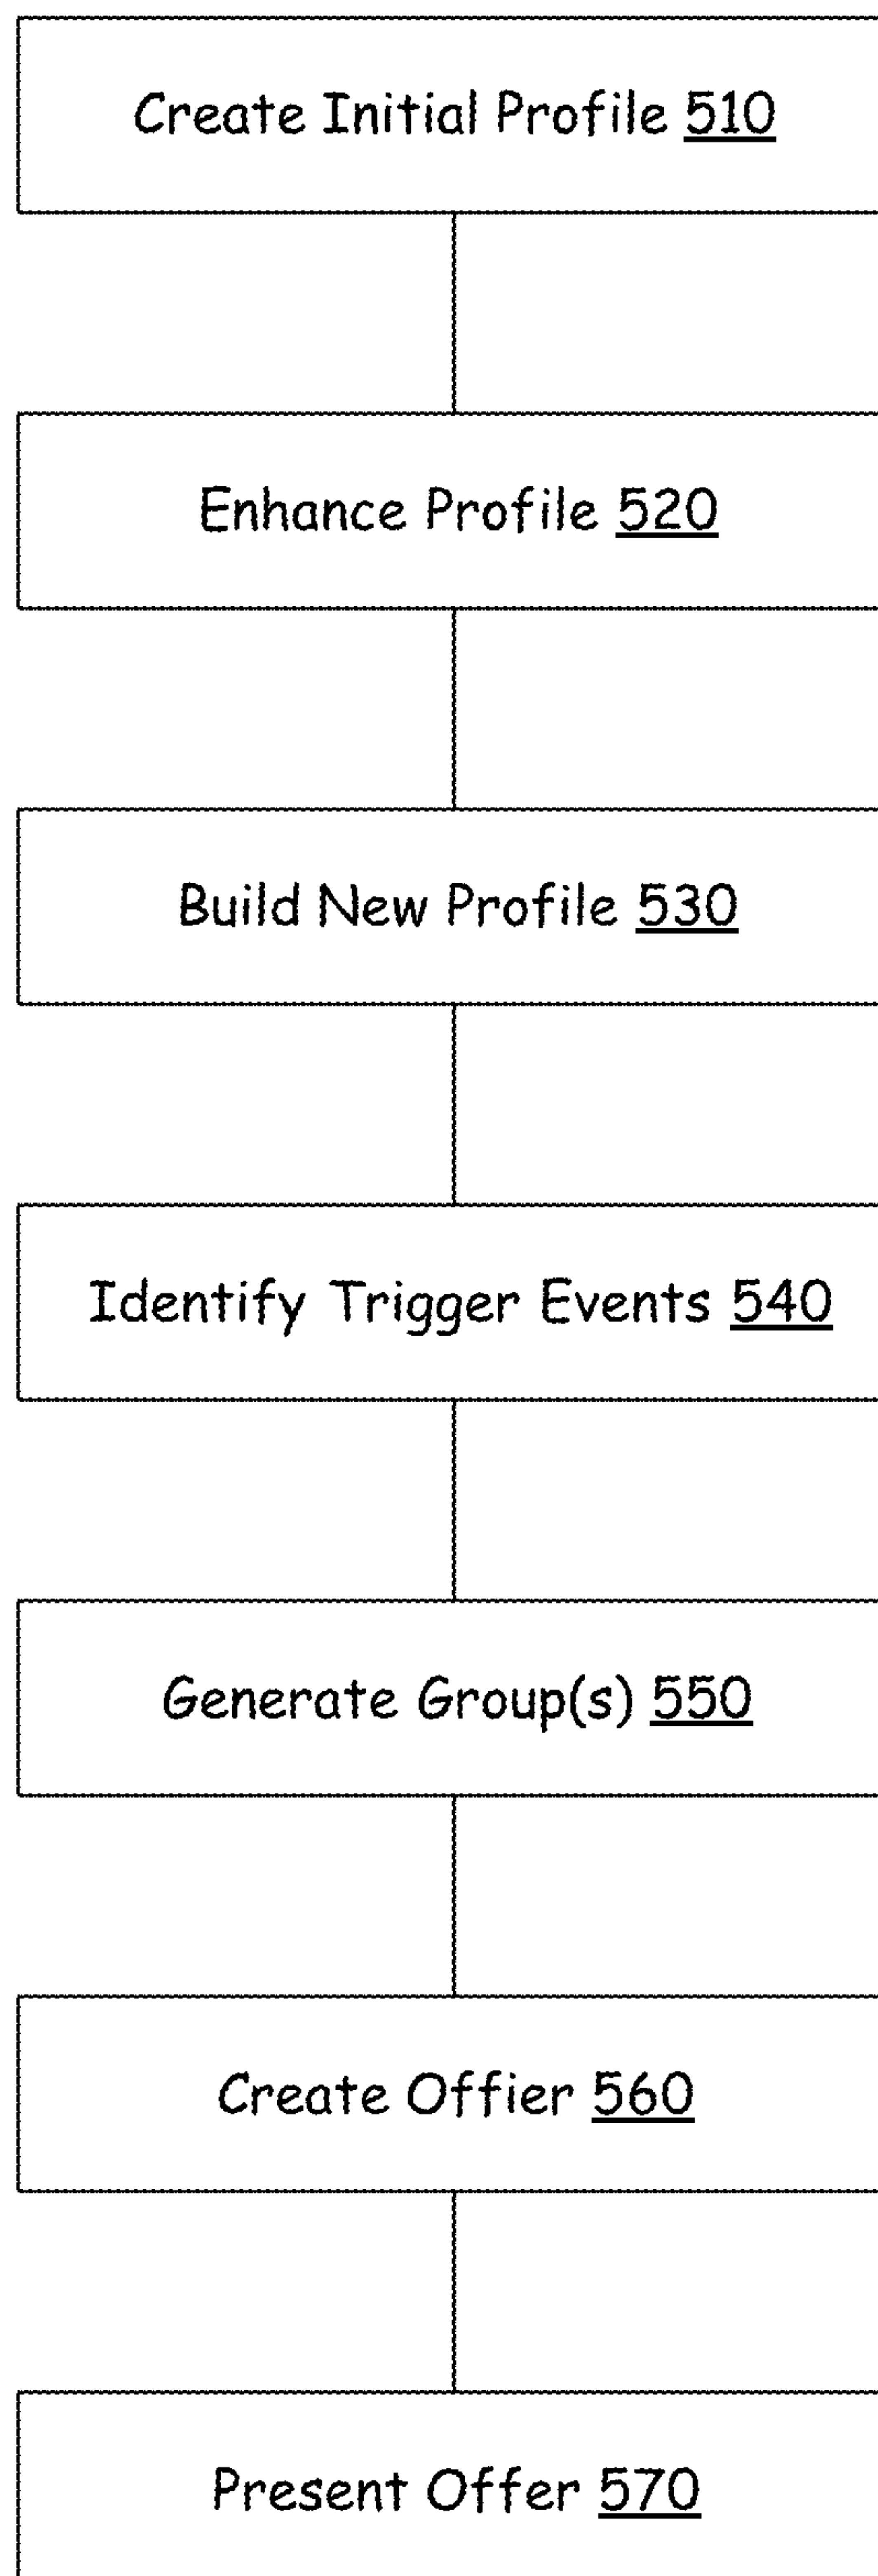 Create Initial Profile 510
Enhance Profile 520
Build New Profile 530
Identify Trigger Events 540
Generate Group(s) 550
Create Offier 560
Present Offer 570